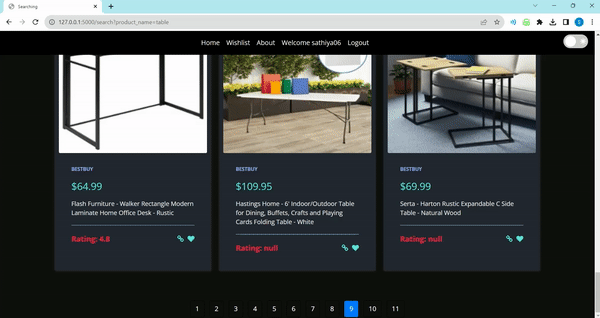 Searching
127.0.0.1:5000/search?product_name=table
Home Wishlist About Welcome sathiya06 Logout
BESTBUY
$64.99
Flash Furniture - Walker Rectangle Modern
Laminate Home Office Desk - Rustic
Rating: 4.8
BESTBUY
$109.95
Hastings Home - 6' Indoor/Outdoor Table
for Dining, Buffets, Crafts and Playing
Cards Folding Table - White
Rating: null
BESTBUY
$69.99
Serta - Harton Rustic Expandable C Side
Table - Natural Wood
Rating: null
1 2 3 4 5 6 7 8 9 10 11